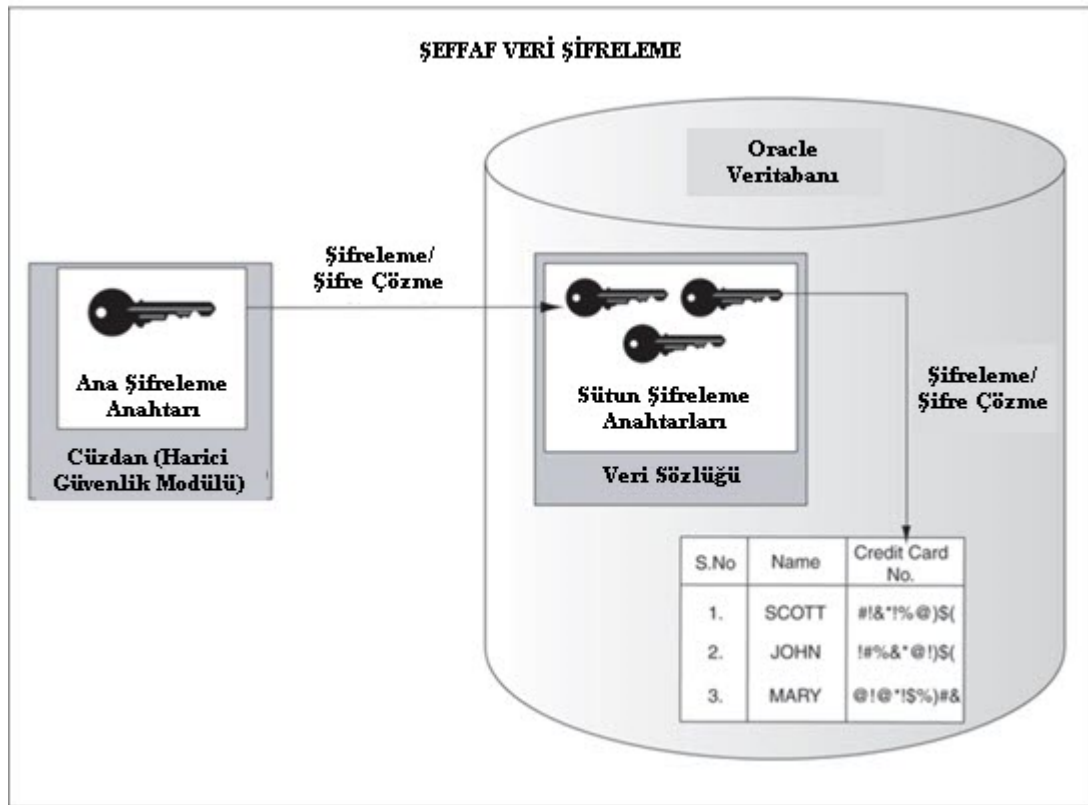 ŞEFFAF VERİ ŞİFRELEME
Oracle
Veritabanı
Şifreleme/
Şifre Çözme
Ana Şifreleme
Anahtarı
Cüzdan (Harici
Güvenlik Modülü)
Sütun Şifreleme
Anahtarları
Veri Sözlüğü
Şifreleme/
Şifre Çözme
S.No Name Credit Card
No.
1. SCOTT #!&*!%@)$(
2. JOHN !#%&*@!)$(
3. MARY @!@*!$%)#&